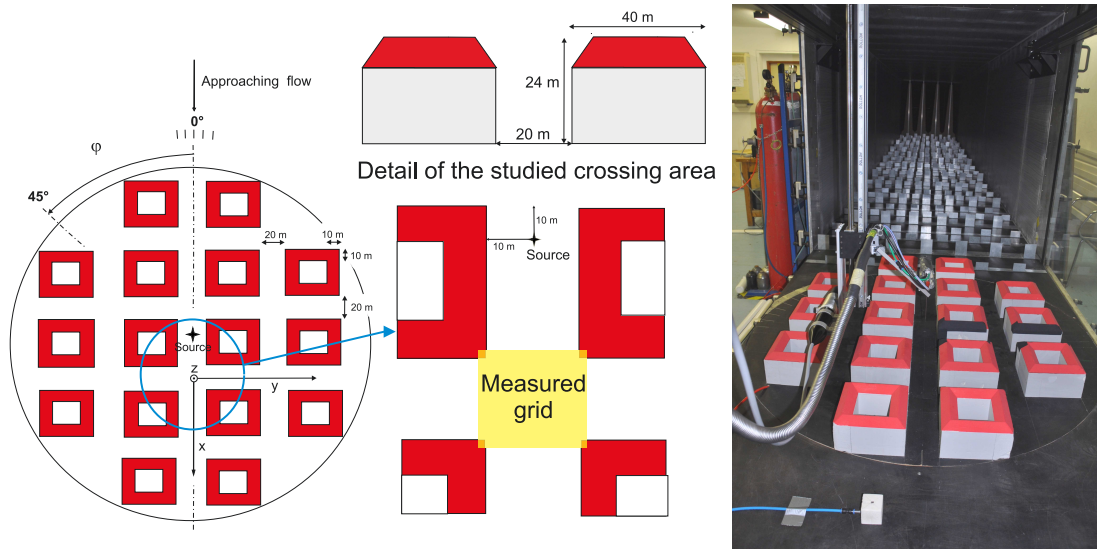 Approaching flow
0°
φ
45°
20 m
10 m
10 m
20 m
Source
z
y
x
40 m
24 m
20 m
Detail of the studied crossing area
10 m
10 m
Source
Measured
grid